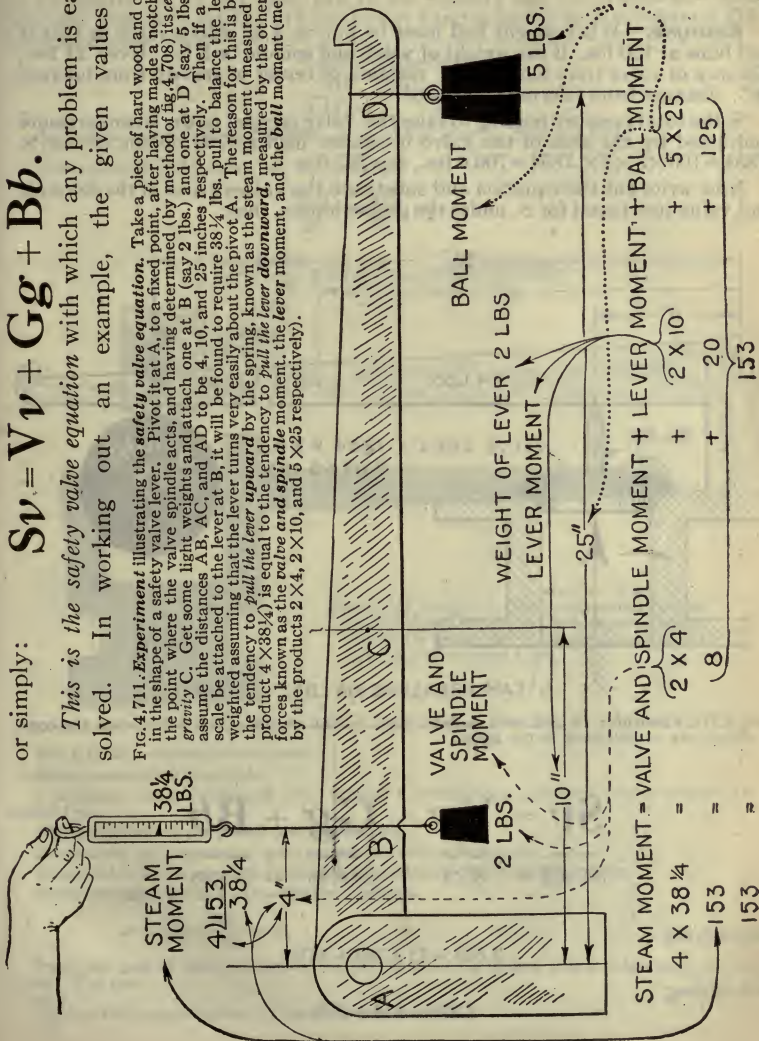 or simply:
Sv = Vv + Gg + Bb.
This is the safety valve equation with which any problem is ea
solved. In working out an example, the given values
FIG. 4,711.—Experiment illustrating the safety valve equation. Take a piece of hard wood and c
in the shape of a safety valve lever. Pivot it at A, to a fixed point, after having made a notch
the point where the valve spindle acts, and having determined (by method of fig. 4,708) its ce
gravity C. Get some light weights and attach one at B (say 2 lbs.) and one at D (say 5 lbs
assume the distances AB, AC, and AD to be 4, 10, and 25 inches respectively. Then if a
scale be attached to the lever at B, it will be found to require 38¼ lbs. pull to balance the le
weighted assuming that the lever turns very easily about the pivot A. The reason for this is b
the tendency to pull the lever upward by the spring, known as the steam moment (measured
product 4 × 38¼) is equal to the tendency to pull the lever downward, measured by the other
forces known as the valve and spindle moment, the lever moment, and the ball moment (me
by the products 2×4, 2×10, and 5×25 respectively).
38¼
LBS.
STEAM
MOMENT
4)153
38¼
4"
A
B
C
D
VALVE AND
SPINDLE
MOMENT
2 LBS.
10"
WEIGHT OF LEVER 2 LBS
LEVER MOMENT
25"
BALL MOMENT
5 LBS.
STEAM MOMENT = VALVE AND SPINDLE MOMENT + LEVER MOMENT + BALL MOMENT
4 X 38¼ = 2 X 4 + 2 X 10 + 5 X 25
153 = 8 + 20 + 125
153 = 153